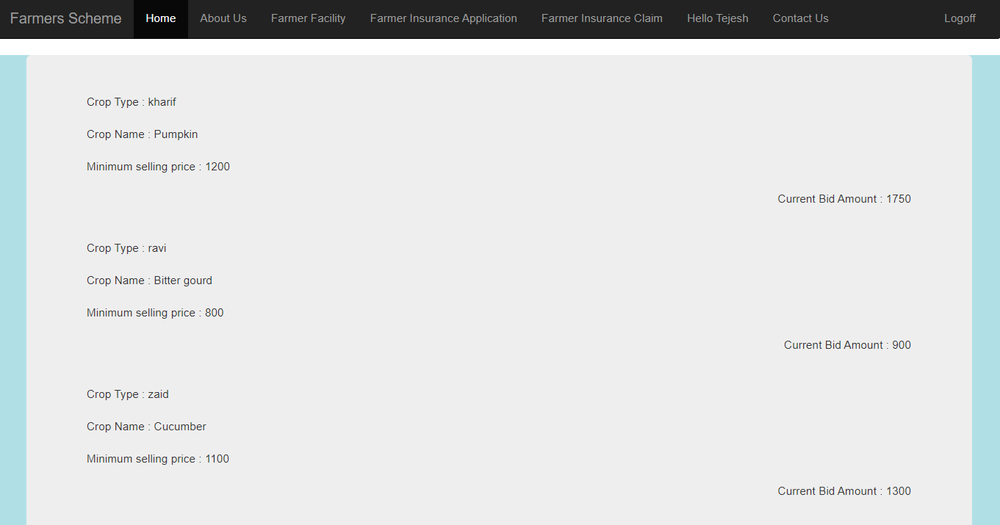 Farmers Scheme Home About Us Farmer Facility Farmer Insurance Application Farmer Insurance Claim Hello Tejesh Contact Us Logoff
Crop Type : kharif
Crop Name : Pumpkin
Minimum selling price : 1200
Current Bid Amount : 1750
Crop Type : ravi
Crop Name : Bitter gourd
Minimum selling price : 800
Current Bid Amount : 900
Crop Type : zaid
Crop Name : Cucumber
Minimum selling price : 1100
Current Bid Amount : 1300